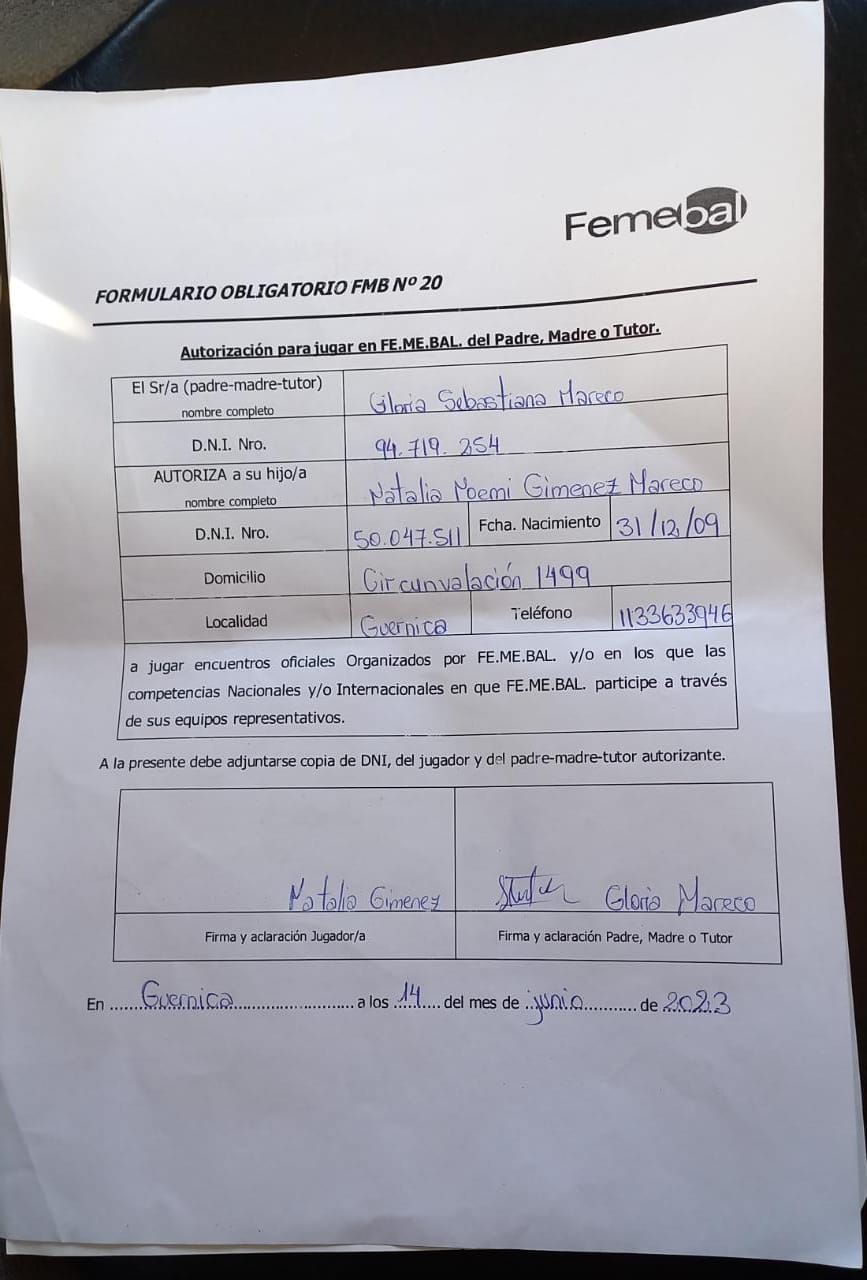 Femebal
FORMULARIO OBLIGATORIO FMB Nº 20
Autorización para jugar en FE.ME.BAL. del Padre, Madre o Tutor.
El Sr/a (padre-madre-tutor)
nombre completo
Gloria Sebastiana Mareco
D.N.I. Nro.
94.719.254
AUTORIZA a su hijo/a
nombre completo
Natalia Noemi Gimenez Mareco
D.N.I. Nro.
50.047.511
Fcha. Nacimiento
31/12/09
Domicilio
Circunvalación 1499
Localidad
Guernica
Teléfono
1133633946
a jugar encuentros oficiales Organizados por FE.ME.BAL. y/o en los que las
competencias Nacionales y/o Internacionales en que FE.ME.BAL. participe a través
de sus equipos representativos.
A la presente debe adjuntarse copia de DNI, del jugador y del padre-madre-tutor autorizante.
Natalia Gimenez
Gloria Mareco
Firma y aclaración Jugador/a
Firma y aclaración Padre, Madre o Tutor
En Guernica a los 14 del mes de junio de 2023